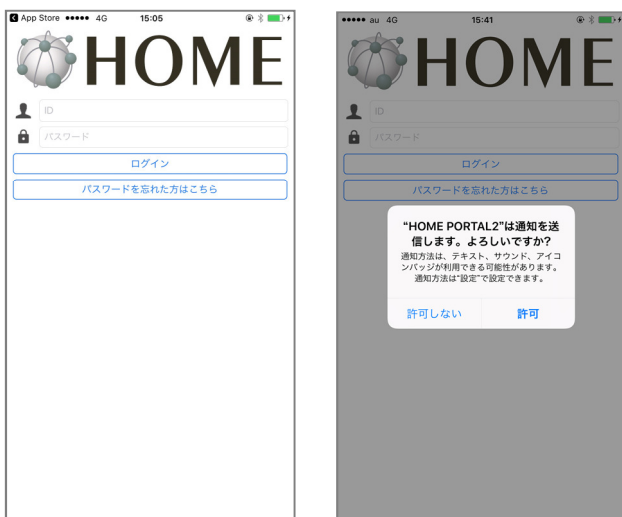 App Store ●●●●● 4G 15:05
HOME
ID
パスワード
ログイン
パスワードを忘れた方はこちら
●●●●● au 4G 15:41
HOME
ID
パスワード
ログイン
パスワードを忘れた方はこちら
“HOME PORTAL2”は通知を送
信します。よろしいですか?
通知方法は、テキスト、サウンド、アイコ
ンバッジが利用できる可能性があります。
通知方法は“設定”で設定できます。
許可しない 許可